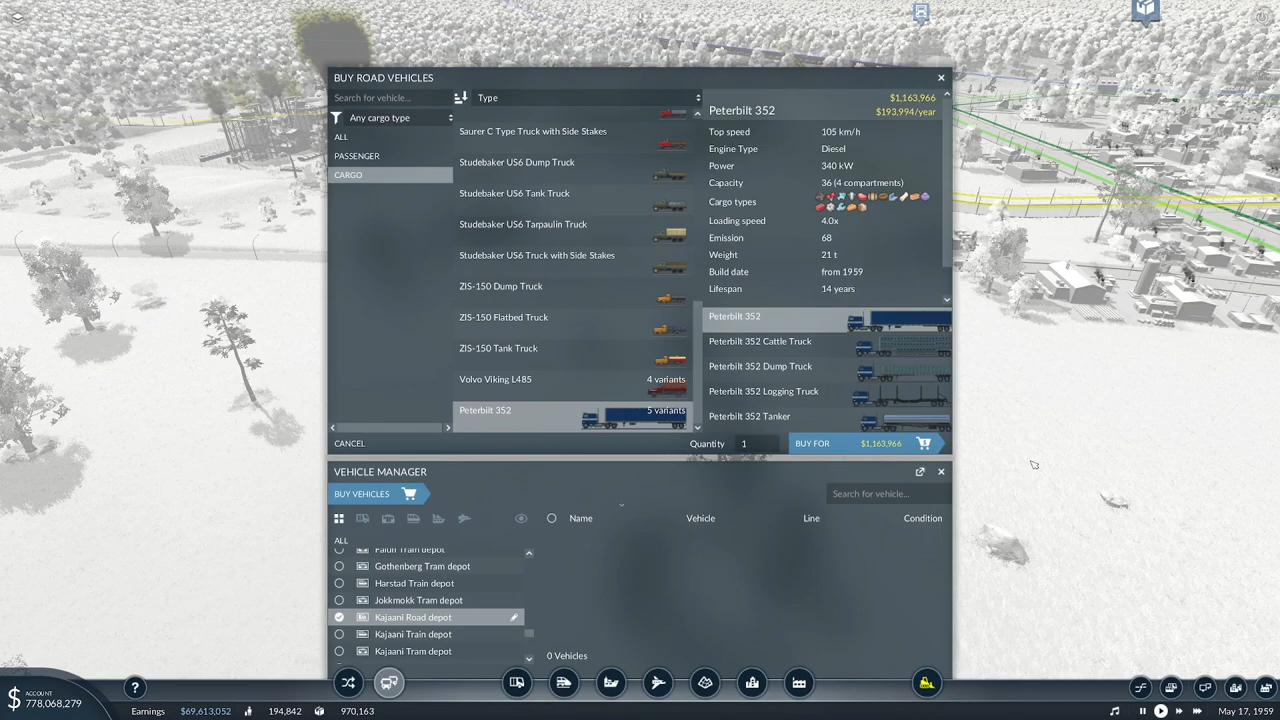 BUY ROAD VEHICLES
Search for vehicle...
Type
Any cargo type
ALL
PASSENGER
CARGO
Saurer C Type Truck with Side Stakes
Studebaker US6 Dump Truck
Studebaker US6 Tank Truck
Studebaker US6 Tarpaulin Truck
Studebaker US6 Truck with Side Stakes
ZIS-150 Dump Truck
ZIS-150 Flatbed Truck
ZIS-150 Tank Truck
Volvo Viking L485 4 variants
Peterbilt 352 5 variants
$1,163,966
Peterbilt 352 $193,994/year
Top speed 105 km/h
Engine Type Diesel
Power 340 kW
Capacity 36 (4 compartments)
Cargo types
Loading speed 4.0x
Emission 68
Weight 21 t
Build date from 1959
Lifespan 14 years
Peterbilt 352
Peterbilt 352 Cattle Truck
Peterbilt 352 Dump Truck
Peterbilt 352 Logging Truck
Peterbilt 352 Tanker
CANCEL
Quantity 1
BUY FOR $1,163,966
VEHICLE MANAGER
BUY VEHICLES
Search for vehicle...
Name Vehicle Line Condition
ALL
Falun Train depot
Gothenberg Tram depot
Harstad Train depot
Jokkmokk Tram depot
Kajaani Road depot
Kajaani Train depot
Kajaani Tram depot
0 Vehicles
ACCOUNT
$ 778,068,279
?
Earnings $69,613,052 194,842 970,163
May 17, 1959